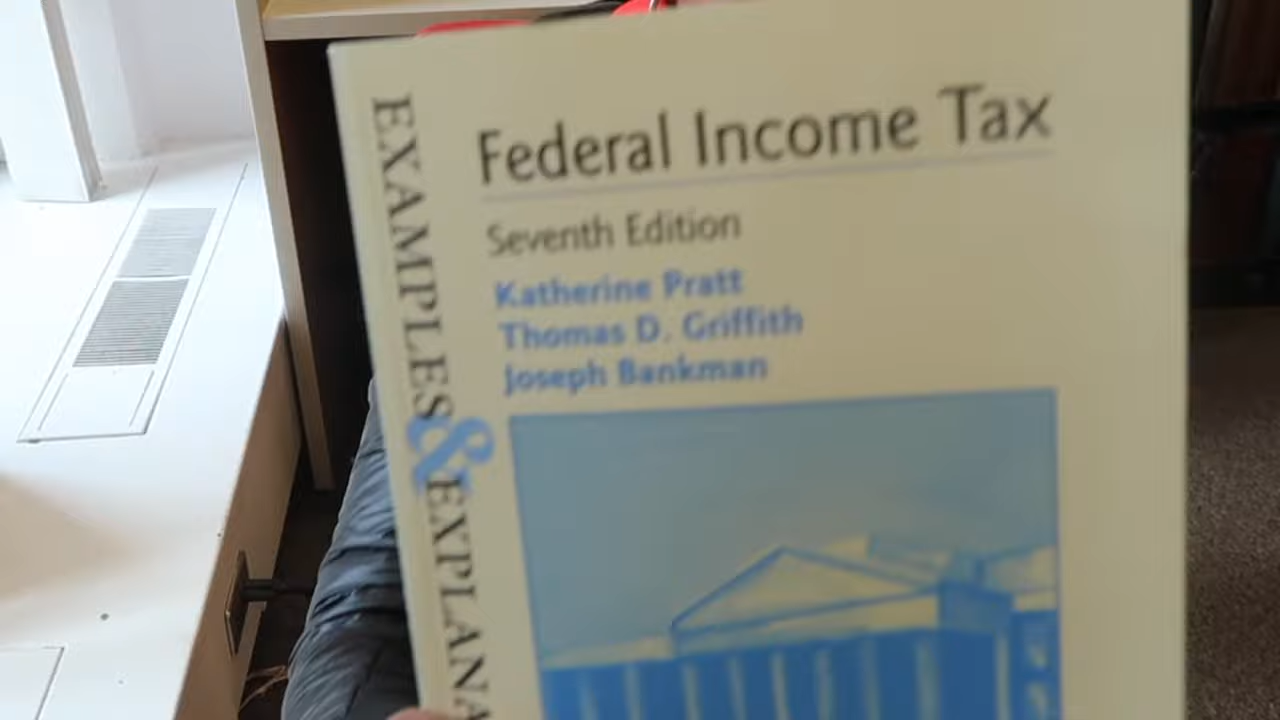 Federal Income Tax
Seventh Edition
Katherine Pratt
Thomas D. Griffith
Joseph Bankman
EXAMPLES & EXPLANA